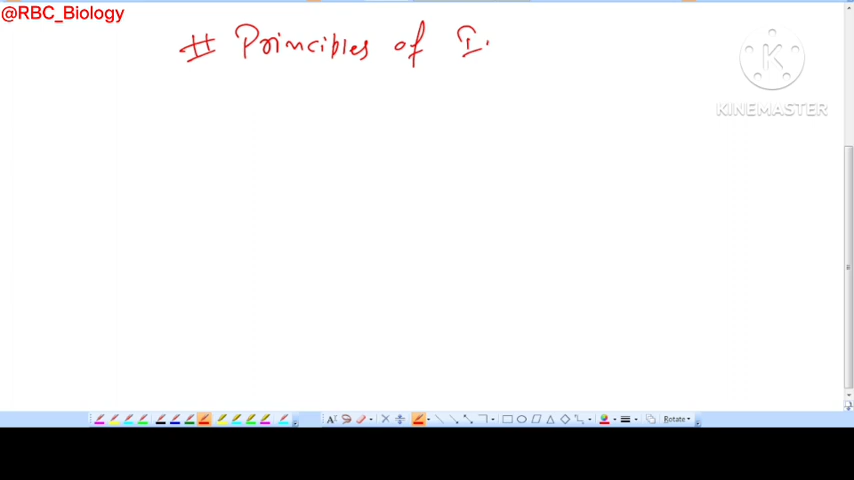 @RBC_Biology
# Principles of I.
KINEMASTER
Rotate